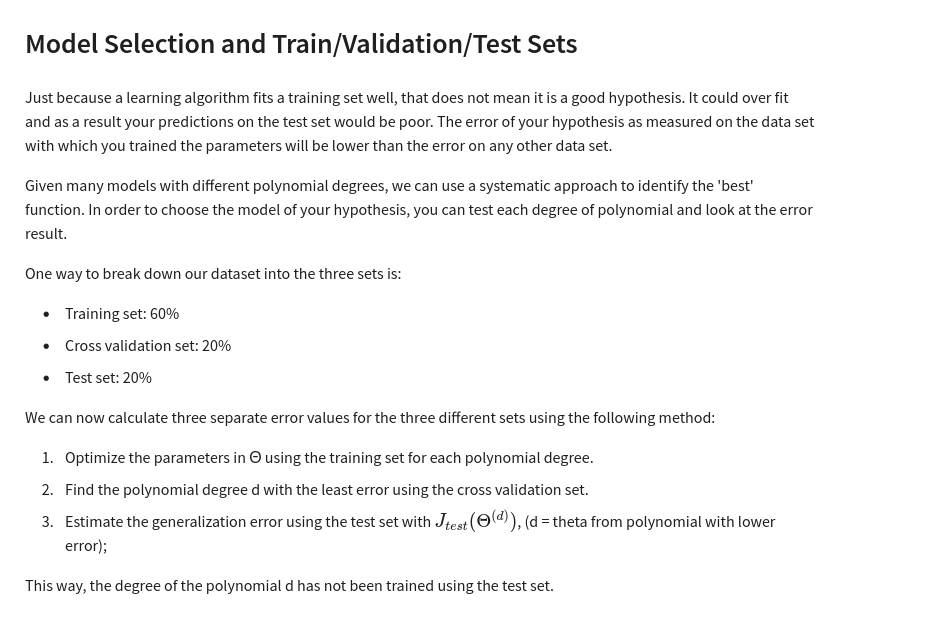 Model Selection and Train/Validation/Test Sets
Just because a learning algorithm fits a training set well, that does not mean it is a good hypothesis. It could over fit
and as a result your predictions on the test set would be poor. The error of your hypothesis as measured on the data set
with which you trained the parameters will be lower than the error on any other data set.
Given many models with different polynomial degrees, we can use a systematic approach to identify the 'best'
function. In order to choose the model of your hypothesis, you can test each degree of polynomial and look at the error
result.
One way to break down our dataset into the three sets is:
• Training set: 60%
• Cross validation set: 20%
• Test set: 20%
We can now calculate three separate error values for the three different sets using the following method:
1. Optimize the parameters in Θ using the training set for each polynomial degree.
2. Find the polynomial degree d with the least error using the cross validation set.
3. Estimate the generalization error using the test set with $J_{test}(\Theta^{(d)})$, (d = theta from polynomial with lower
error);
This way, the degree of the polynomial d has not been trained using the test set.